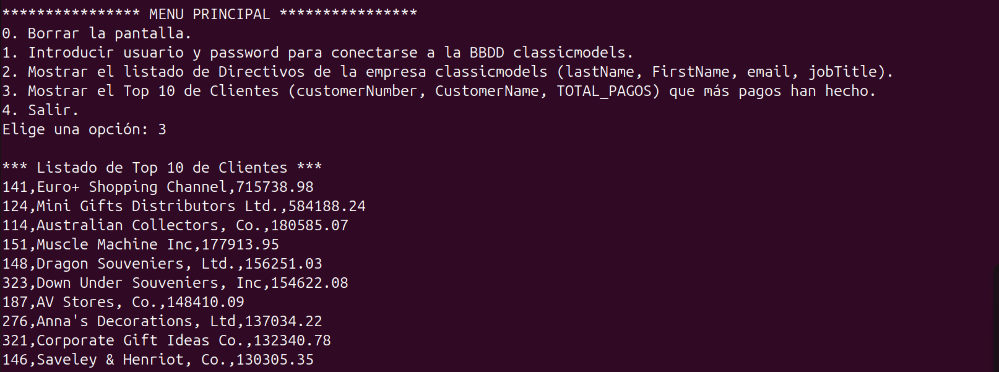 **************** MENU PRINCIPAL ****************
0. Borrar la pantalla.
1. Introducir usuario y password para conectarse a la BBDD classicmodels.
2. Mostrar el listado de Directivos de la empresa classicmodels (lastName, FirstName, email, jobTitle).
3. Mostrar el Top 10 de Clientes (customerNumber, CustomerName, TOTAL_PAGOS) que más pagos han hecho.
4. Salir.
Elige una opción: 3
*** Listado de Top 10 de Clientes ***
141,Euro+ Shopping Channel,715738.98
124,Mini Gifts Distributors Ltd.,584188.24
114,Australian Collectors, Co.,180585.07
151,Muscle Machine Inc,177913.95
148,Dragon Souveniers, Ltd.,156251.03
323,Down Under Souveniers, Inc,154622.08
187,AV Stores, Co.,148410.09
276,Anna's Decorations, Ltd,137034.22
321,Corporate Gift Ideas Co.,132340.78
146,Saveley & Henriot, Co.,130305.35